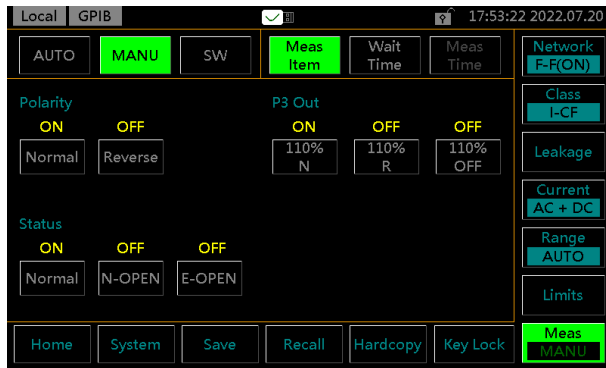 Local GPIB 17:53:22 2022.07.20
AUTO MANU SW Meas Item Wait Time Meas Time
Polarity P3 Out
ON OFF ON OFF OFF
Normal Reverse 110% N 110% R 110% OFF
Status
ON OFF OFF
Normal N-OPEN E-OPEN
Network
F-F(ON)
Class
I-CF
Leakage
Current
AC + DC
Range
AUTO
Limits
Meas
MANU
Home System Save Recall Hardcopy Key Lock